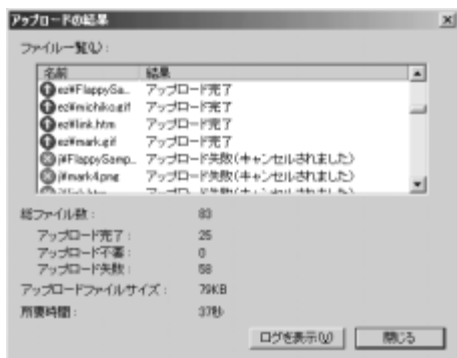 アップロードの結果
ファイル一覧(L):
名前 結果
ez¥FlappySa... アップロード完了
ez¥michiko.gif アップロード完了
ez¥link.htm アップロード完了
ez¥mark.gif アップロード完了
j¥FlappySamp... アップロード失敗(キャンセルされました)
j¥mark4.png アップロード失敗(キャンセルされました)
総ファイル数: 83
アップロード完了: 25
アップロード不要: 0
アップロード失敗: 58
アップロードファイルサイズ: 79KB
所要時間: 37秒
ログを表示(V) 閉じる